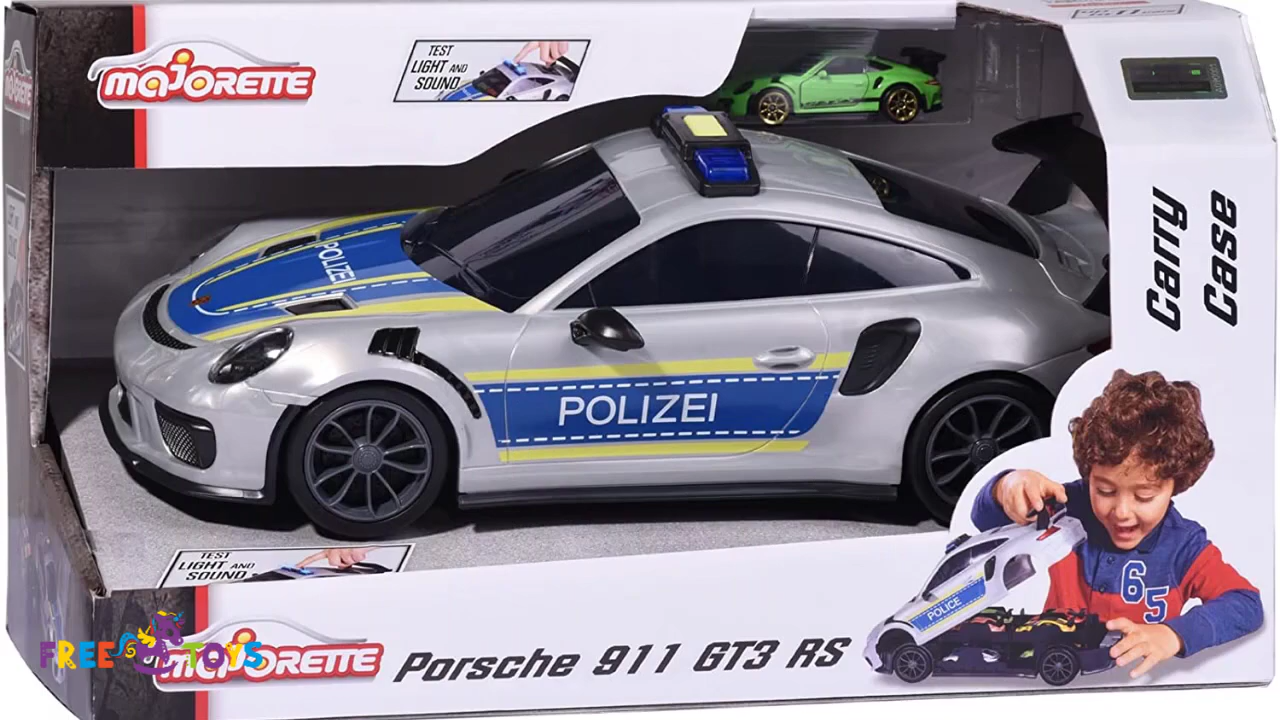 majorette
TEST
LIGHT AND
SOUND
Carry
Case
POLIZEI
POLIZEI
TEST
LIGHT AND
SOUND
65
POLICE
FREE TOYS
majorette
Porsche 911 GT3 RS